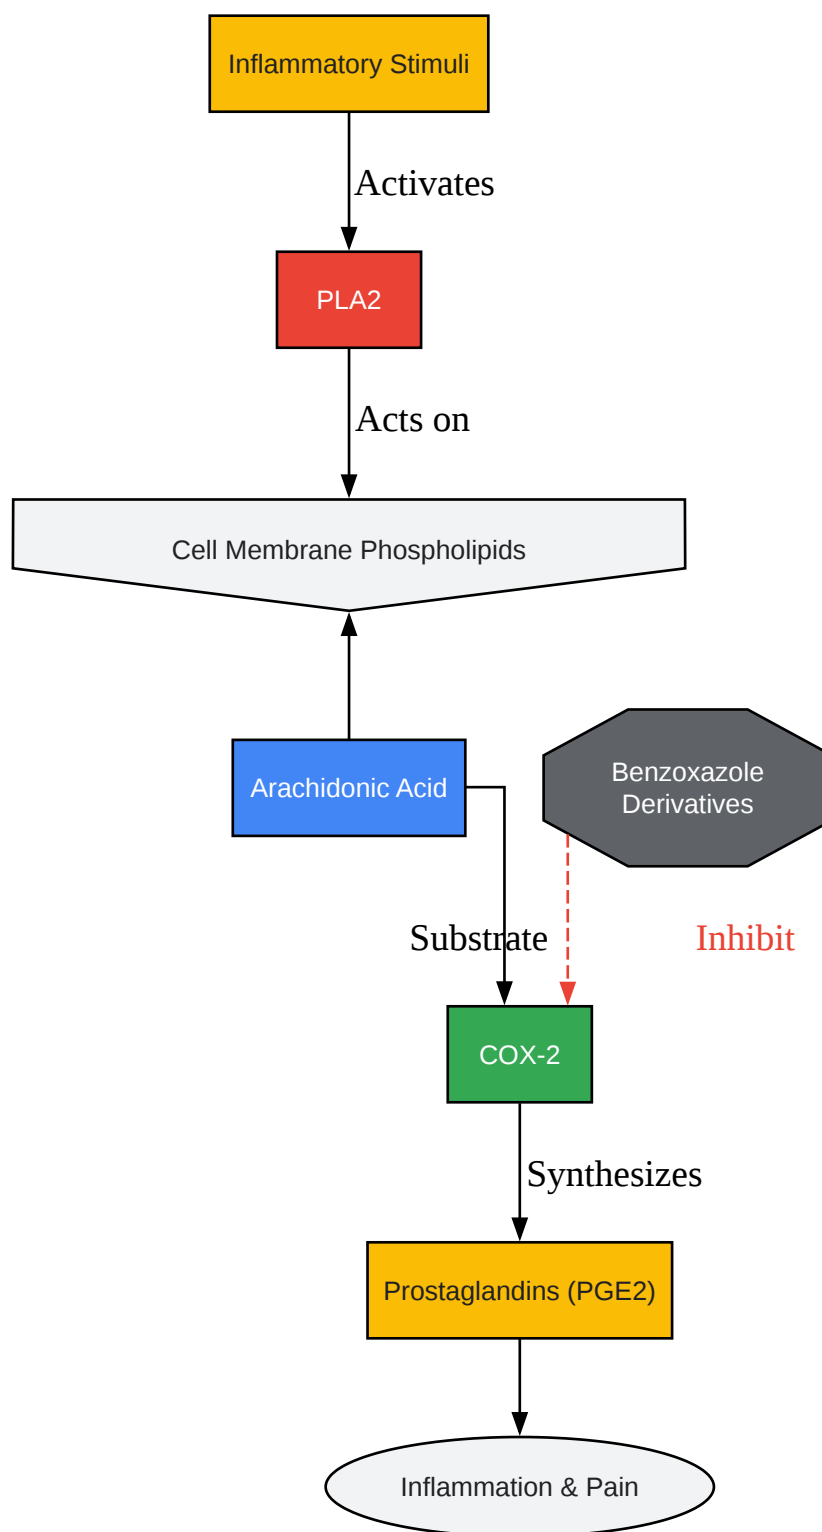 Inflammatory Stimuli
Activates
PLA2
Acts on
Cell Membrane Phospholipids
Arachidonic Acid
Benzoxazole
Derivatives
Substrate
Inhibit
COX-2
Synthesizes
Prostaglandins (PGE2)
Inflammation & Pain